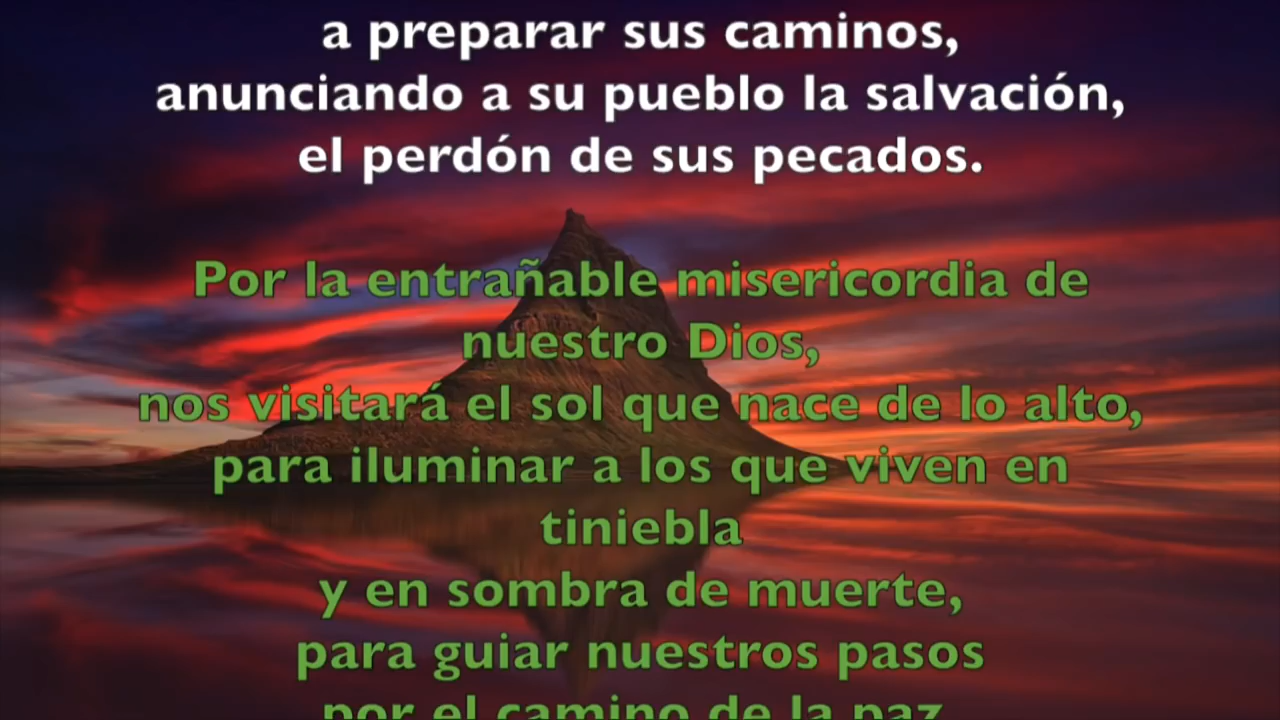 a preparar sus caminos,
anunciando a su pueblo la salvación,
el perdón de sus pecados.
Por la entrañable misericordia de
nuestro Dios,
nos visitará el sol que nace de lo alto,
para iluminar a los que viven en
tiniebla
y en sombra de muerte,
para guiar nuestros pasos
por el camino de la paz